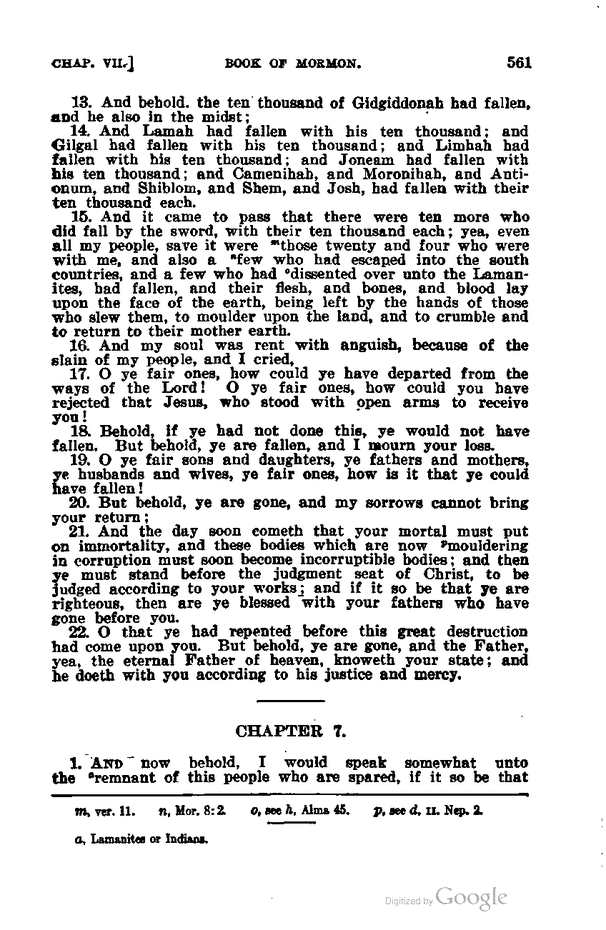 CHAP. VII.] BOOK OF MORMON. 561
13. And behold. the ten thousand of Gidgiddonah had fallen,
and he also in the midst;
14. And Lamah had fallen with his ten thousand; and
Gilgal had fallen with his ten thousand; and Limhah had
fallen with his ten thousand; and Joneam had fallen with
his ten thousand; and Camenihah, and Moronihah, and Anti-
onum, and Shiblom, and Shem, and Josh, had fallen with their
ten thousand each.
15. And it came to pass that there were ten more who
did fall by the sword, with their ten thousand each; yea, even
all my people, save it were mthose twenty and four who were
with me, and also a nfew who had escaped into the south
countries, and a few who had odissented over unto the Laman-
ites, had fallen, and their flesh, and bones, and blood lay
upon the face of the earth, being left by the hands of those
who slew them, to moulder upon the land, and to crumble and
to return to their mother earth.
16. And my soul was rent with anguish, because of the
slain of my people, and I cried,
17. O ye fair ones, how could ye have departed from the
ways of the Lord! O ye fair ones, how could you have
rejected that Jesus, who stood with open arms to receive
you!
18. Behold, if ye had not done this, ye would not have
fallen. But behold, ye are fallen, and I mourn your loss.
19. O ye fair sons and daughters, ye fathers and mothers,
ye husbands and wives, ye fair ones, how is it that ye could
have fallen!
20. But behold, ye are gone, and my sorrows cannot bring
your return;
21. And the day soon cometh that your mortal must put
on immortality, and these bodies which are now pmouldering
in corruption must soon become incorruptible bodies; and then
ye must stand before the judgment seat of Christ, to be
judged according to your works; and if it so be that ye are
righteous, then are ye blessed with your fathers who have
gone before you.
22. O that ye had repented before this great destruction
had come upon you. But behold, ye are gone, and the Father,
yea, the eternal Father of heaven, knoweth your state; and
he doeth with you according to his justice and mercy.
CHAPTER 7.
1. AND now behold, I would speak somewhat unto
the aremnant of this people who are spared, if it so be that
m, ver. 11. n, Mor. 8:2. o, see h, Alma 45. p, see d, II. Nep. 2.
a, Lamanites or Indians.
Digitized by Google